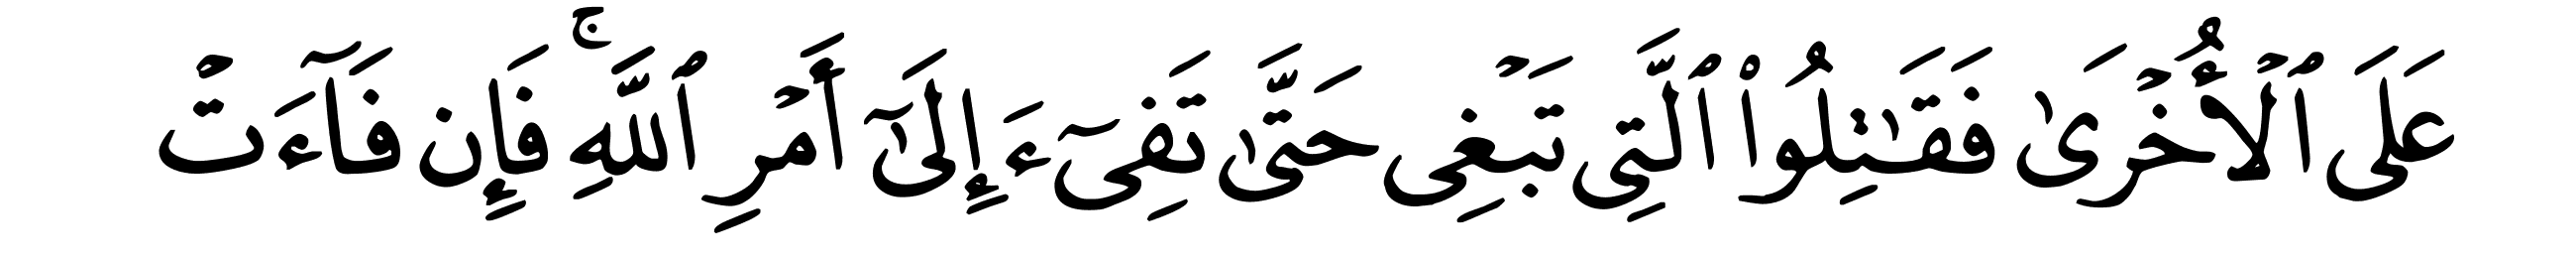 عَلَى ٱلْأُخْرَىٰ فَقَـٰتِلُوا۟ ٱلَّتِى تَبْغِى حَتَّىٰ تَفِىٓءَ إِلَىٰٓ أَمْرِ ٱللَّهِ ۚ فَإِن فَآءَتْ